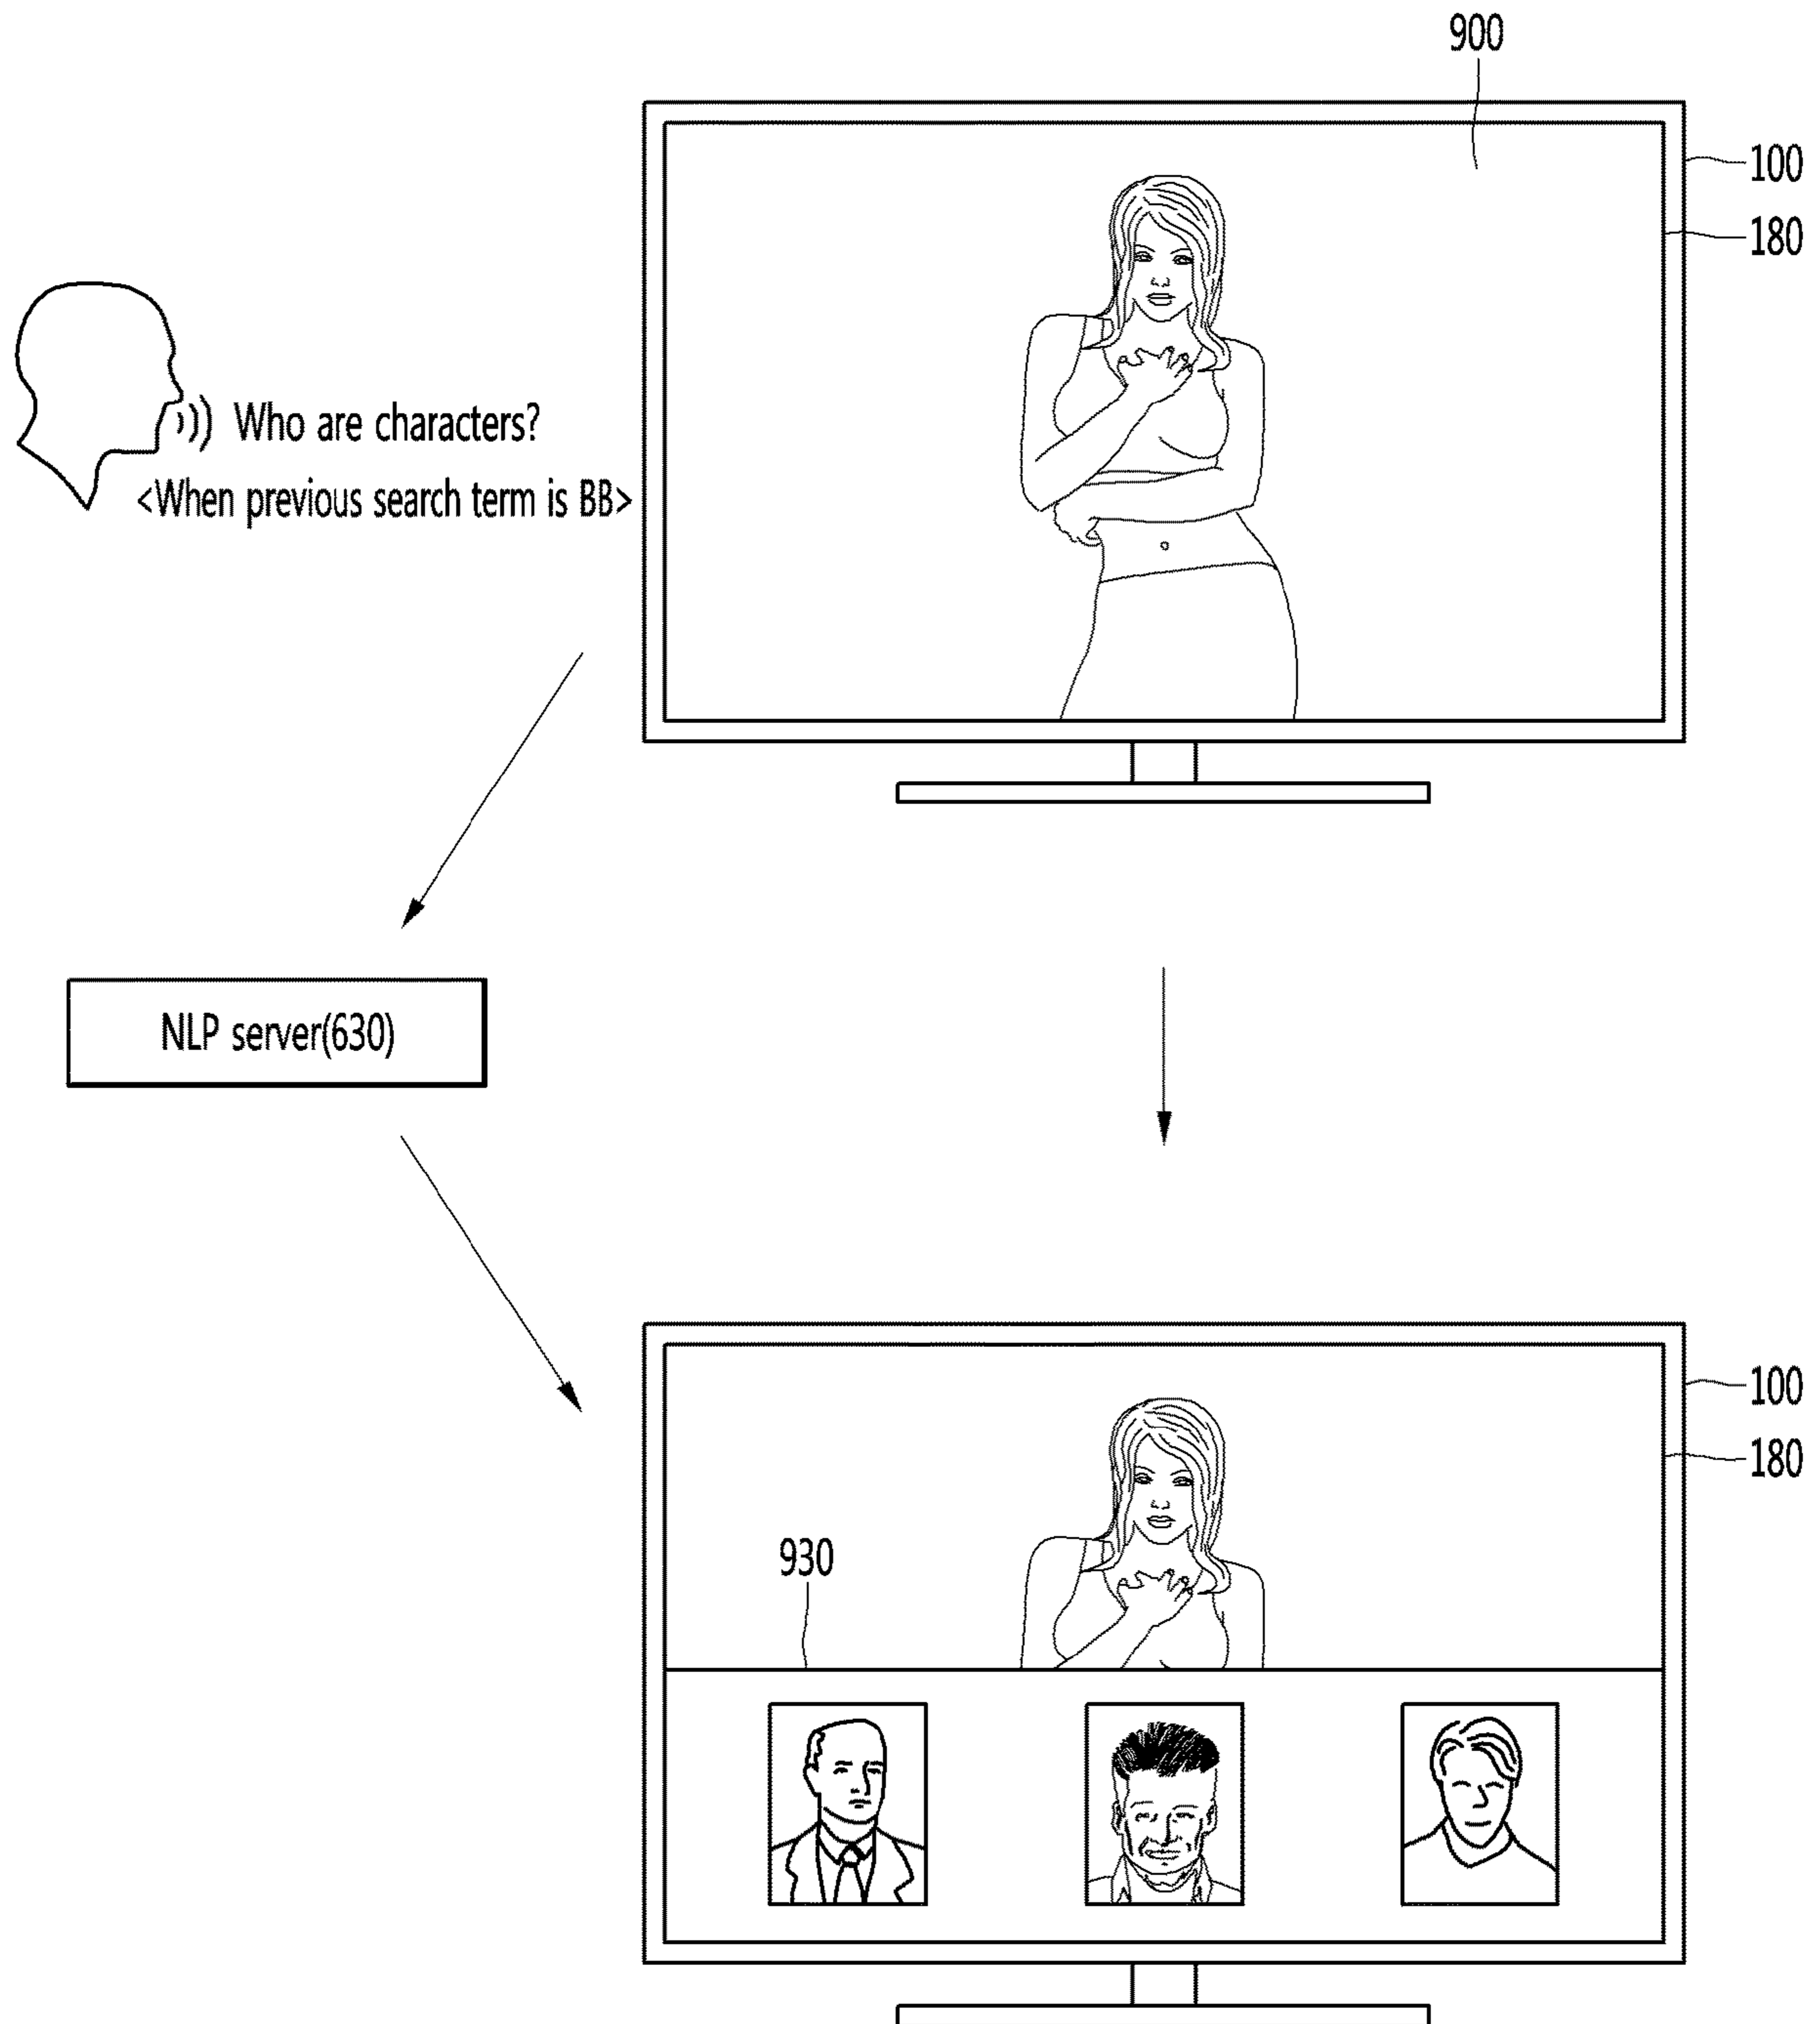 900
100
180
Who are characters?
<When previous search term is BB>
NLP server(630)
100
180
930